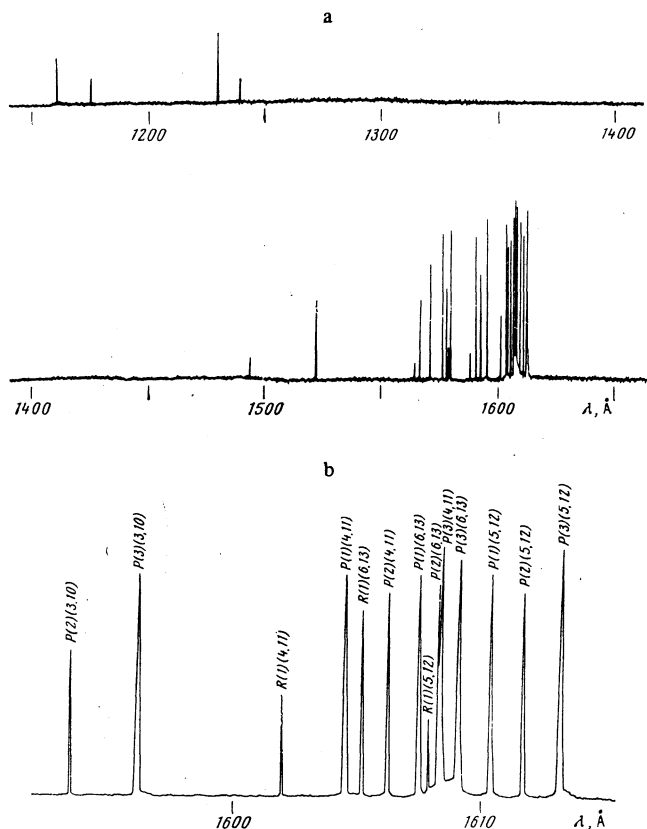 a
1200 1300 1400
1400 1500 1600 λ, Å
b
P(2)(3,10)
P(3)(3,10)
R(1)(4,11)
P(1)(4,11)
R(1)(6,13)
P(2)(4,11)
P(1)(6,13)
R(1)(5,12)
P(2)(6,13)
P(3)(4,11)
P(3)(6,13)
P(1)(5,12)
P(2)(5,12)
P(3)(5,12)
1600 1610 λ, Å